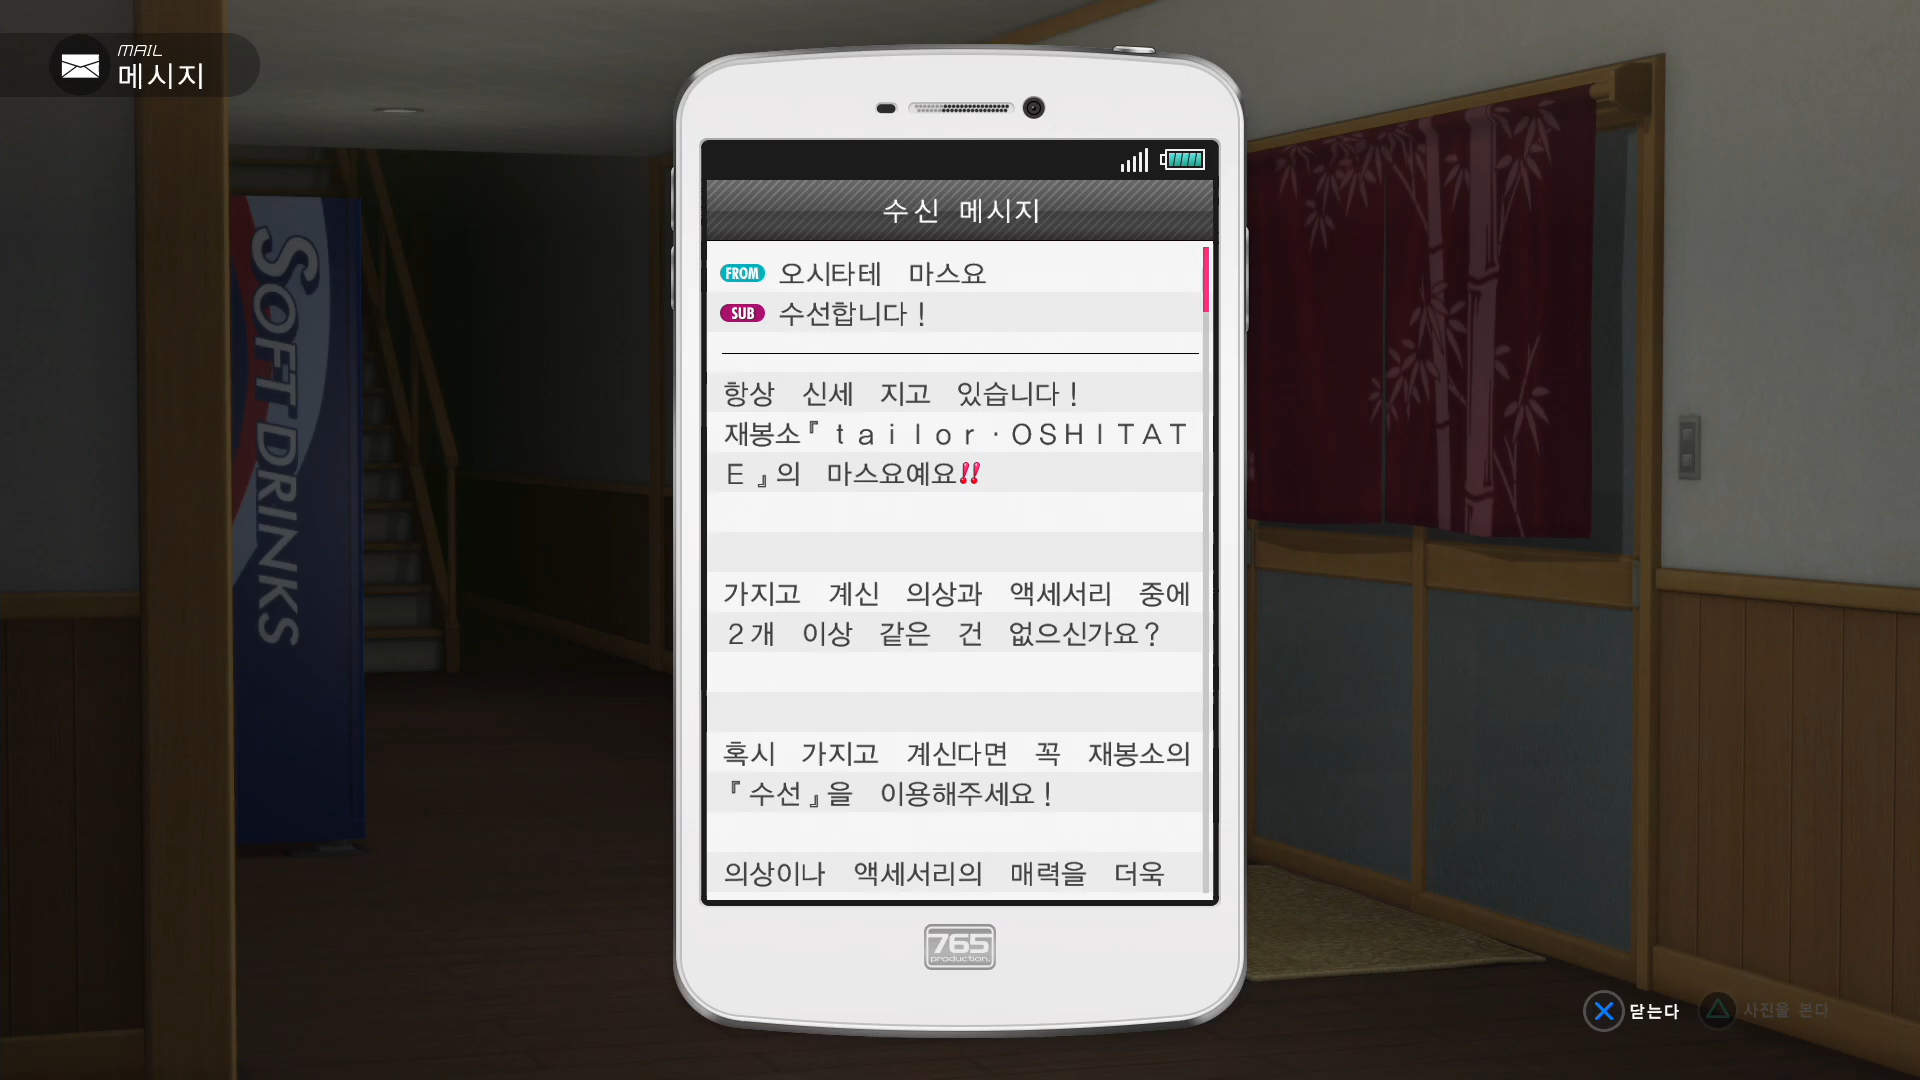 MAIL
메시지
수신 메시지
FROM 오시타테 마스요
SUB 수선합니다!
항상 신세 지고 있습니다!
재봉소『tailor·OSHITAT
E』의 마스요예요!!
가지고 계신 의상과 액세서리 중에
2개 이상 같은 건 없으신가요?
혹시 가지고 계신다면 꼭 재봉소의
『수선』을 이용해주세요!
의상이나 액세서리의 매력을 더욱
765
production.
SOFT DRINKS
닫는다
사진을 본다